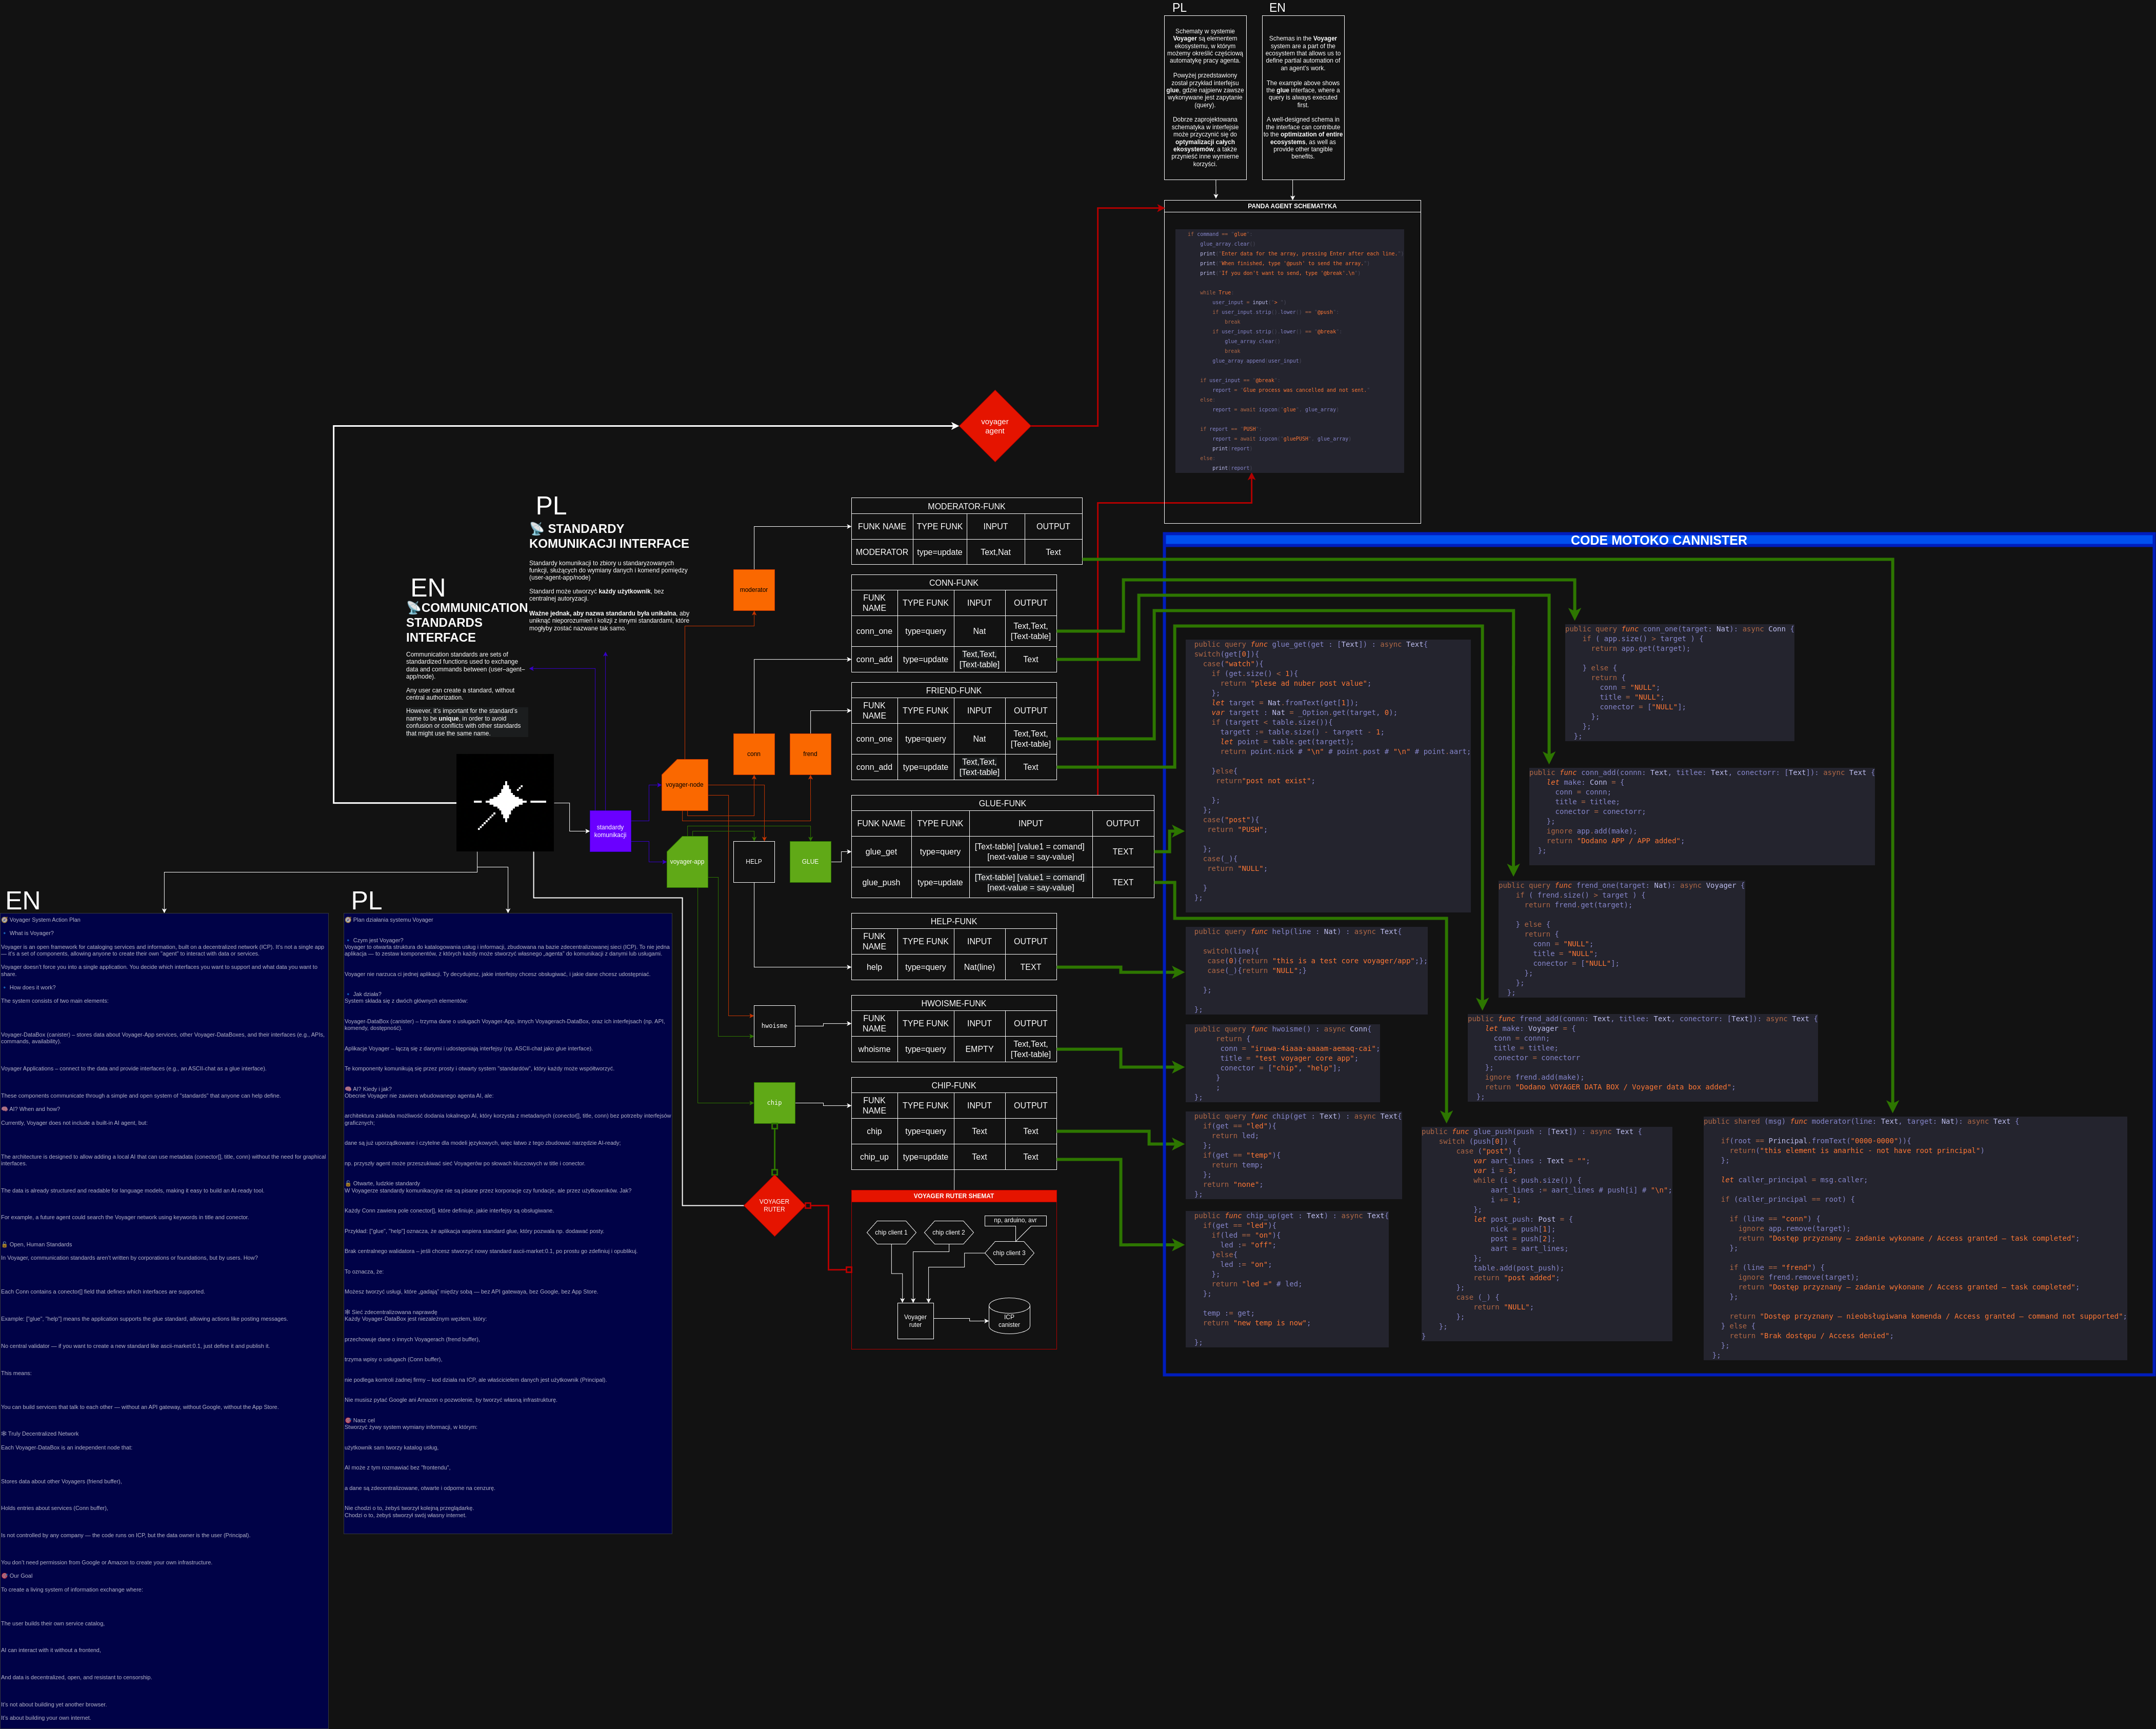 PL
EN
Schematy w systemie
Voyager są elementem
ekosystemu, w którym
możemy określić częściową
automatykę pracy agenta.
Powyżej przedstawiony
został przykład interfejsu
glue, gdzie najpierw zawsze
wykonywane jest zapytanie
(query).
Dobrze zaprojektowana
schematyka w interfejsie
może przyczynić się do
optymalizacji całych
ekosystemów, a także
przynieść inne wymierne
korzyści.
Schemas in the Voyager
system are a part of the
ecosystem that allows us to
define partial automation of
an agent's work.
The example above shows
the glue interface, where a
query is always executed
first.
A well-designed schema in
the interface can contribute
to the optimization of entire
ecosystems, as well as
provide other tangible
benefits.
PANDA AGENT SCHEMATYKA
if command == "glue":
glue_array.clear()
print("Enter data for the array, pressing Enter after each line.")
print("When finished, type '@push' to send the array.")
print("If you don't want to send, type '@break'.\n")
while True:
user_input = input("> ")
if user_input.strip().lower() == "@push":
break
if user_input.strip().lower() == "@break":
glue_array.clear()
break
glue_array.append(user_input)
if user_input == "@break":
report = "Glue process was cancelled and not sent."
else:
report = await icpcon("glue", glue_array)
if report == "PUSH":
report = await icpcon("gluePUSH", glue_array)
print(report)
else:
print(report)
voyager
agent
PL
📡 STANDARDY
KOMUNIKACJI INTERFACE
Standardy komunikacji to zbiory u standaryzowanych
funkcji, służących do wymiany danych i komend pomiędzy
(user-agent-app/node)
Standard może utworzyć każdy użytkownik, bez
centralnej autoryzacji.
Ważne jednak, aby nazwa standardu była unikalna, aby
uniknąć nieporozumień i kolizji z innymi standardami, które
mogłyby zostać nazwane tak samo.
EN
📡COMMUNICATION
STANDARDS
INTERFACE
Communication standards are sets of
standardized functions used to exchange
data and commands between (user–agent–
app/node).
Any user can create a standard, without
central authorization.
However, it's important for the standard's
name to be unique, in order to avoid
confusion or conflicts with other standards
that might use the same name.
standardy
komunikacji
voyager-node
voyager-app
moderator
conn
frend
HELP
GLUE
hwoisme
chip
VOYAGER
RUTER
MODERATOR-FUNK
FUNK NAME TYPE FUNK INPUT OUTPUT
MODERATOR type=update Text,Nat Text
CONN-FUNK
FUNK NAME TYPE FUNK INPUT OUTPUT
conn_one type=query Nat Text,Text,[Text-table]
conn_add type=update Text,Text,[Text-table] Text
FRIEND-FUNK
FUNK NAME TYPE FUNK INPUT OUTPUT
conn_one type=query Nat Text,Text,[Text-table]
conn_add type=update Text,Text,[Text-table] Text
GLUE-FUNK
FUNK NAME TYPE FUNK INPUT OUTPUT
glue_get type=query [Text-table] [value1 = comand] [next-value = say-value] TEXT
glue_push type=update [Text-table] [value1 = comand] [next-value = say-value] TEXT
HELP-FUNK
FUNK NAME TYPE FUNK INPUT OUTPUT
help type=query Nat(line) TEXT
HWOISME-FUNK
FUNK NAME TYPE FUNK INPUT OUTPUT
whoisme type=query EMPTY Text,Text,[Text-table]
CHIP-FUNK
FUNK NAME TYPE FUNK INPUT OUTPUT
chip type=query Text Text
chip_up type=update Text Text
VOYAGER RUTER SHEMAT
chip client 1
chip client 2
np, arduino, avr
chip client 3
Voyager
ruter
ICP
canister
CODE MOTOKO CANNISTER
public query func glue_get(get : [Text]) : async Text{
switch(get[0]){
case("watch"){
if (get.size() < 1){
return "plese ad nuber post value";
};
let target = Nat.fromText(get[1]);
var targett : Nat = _Option.get(target, 0);
if (targett < table.size()){
targett := table.size() - targett - 1;
let point = table.get(targett);
return point.nick # "\n" # point.post # "\n" # point.aart;
}else{
return"post not exist";
};
};
case("post"){
return "PUSH";
};
case(_){
return "NULL";
}
};
public query func help(line : Nat) : async Text{
switch(line){
case(0){return "this is a test core voyager/app";};
case(_){return "NULL";}
};
};
public query func hwoisme() : async Conn{
return {
conn = "iruwa-4iaaa-aaaam-aemaq-cai";
title = "test voyager core app";
conector = ["chip", "help"];
}
;
};
public query func chip(get : Text) : async Text{
if(get == "led"){
return led;
};
if(get == "temp"){
return temp;
};
return "none";
};
public func chip_up(get : Text) : async Text{
if(get == "led"){
if(led == "on"){
led := "off";
}else{
led := "on";
};
return "led =" # led;
};
temp := get;
return "new temp is now";
};
public query func conn_one(target: Nat): async Conn {
if ( app.size() > target ) {
return app.get(target);
} else {
return {
conn = "NULL";
title = "NULL";
conector = ["NULL"];
};
};
};
public func conn_add(connn: Text, titlee: Text, conectorr: [Text]): async Text {
let make: Conn = {
conn = connn;
title = titlee;
conector = conectorr;
};
ignore app.add(make);
return "Dodano APP / APP added";
};
public query func frend_one(target: Nat): async Voyager {
if ( frend.size() > target ) {
return frend.get(target);
} else {
return {
conn = "NULL";
title = "NULL";
conector = ["NULL"];
};
};
};
public func frend_add(connn: Text, titlee: Text, conectorr: [Text]): async Text {
let make: Voyager = {
conn = connn;
title = titlee;
conector = conectorr
};
ignore frend.add(make);
return "Dodano VOYAGER DATA BOX / Voyager data box added";
};
public func glue_push(push : [Text]) : async Text {
switch (push[0]) {
case ("post") {
var aart_lines : Text = "";
var i = 3;
while (i < push.size()) {
aart_lines := aart_lines # push[i] # "\n";
i += 1;
};
let post_push: Post = {
nick = push[1];
post = push[2];
aart = aart_lines;
};
table.add(post_push);
return "post added";
};
case (_) {
return "NULL";
};
};
}
public shared (msg) func moderator(line: Text, target: Nat): async Text {
if(root == Principal.fromText("0000-0000")){
return("this element is anarhic - not have root principal")
};
let caller_principal = msg.caller;
if (caller_principal == root) {
if (line == "conn") {
ignore app.remove(target);
return "Dostęp przyznany – zadanie wykonane / Access granted – task completed";
};
if (line == "frend") {
ignore frend.remove(target);
return "Dostęp przyznany – zadanie wykonane / Access granted – task completed";
};
return "Dostęp przyznany – nieobsługiwana komenda / Access granted – command not supported";
} else {
return "Brak dostępu / Access denied";
};
};
EN
🧭 Voyager System Action Plan
🔹 What is Voyager?
Voyager is an open framework for cataloging services and information, built on a decentralized network (ICP). It's not a single app
— it's a set of components, allowing anyone to create their own "agent" to interact with data or services.
Voyager doesn't force you into a single application. You decide which interfaces you want to support and what data you want to
share.
🔹 How does it work?
The system consists of two main elements:
Voyager-DataBox (canister) – stores data about Voyager-App services, other Voyager-DataBoxes, and their interfaces (e.g., APIs,
commands, availability).
Voyager Applications – connect to the data and provide interfaces (e.g., an ASCII-chat as a glue interface).
These components communicate through a simple and open system of "standards" that anyone can help define.
🧠 AI? When and how?
Currently, Voyager does not include a built-in AI agent, but:
The architecture is designed to allow adding a local AI that can use metadata (conector[], title, conn) without the need for graphical
interfaces.
The data is already structured and readable for language models, making it easy to build an AI-ready tool.
For example, a future agent could search the Voyager network using keywords in title and conector.
🔓 Open, Human Standards
In Voyager, communication standards aren't written by corporations or foundations, but by users. How?
Each Conn contains a conector[] field that defines which interfaces are supported.
Example: ["glue", "help"] means the application supports the glue standard, allowing actions like posting messages.
No central validator — if you want to create a new standard like ascii-market:0.1, just define it and publish it.
This means:
You can build services that talk to each other — without an API gateway, without Google, without the App Store.
🕸 Truly Decentralized Network
Each Voyager-DataBox is an independent node that:
Stores data about other Voyagers (friend buffer),
Holds entries about services (Conn buffer),
Is not controlled by any company — the code runs on ICP, but the data owner is the user (Principal).
You don't need permission from Google or Amazon to create your own infrastructure.
🎯 Our Goal
To create a living system of information exchange where:
The user builds their own service catalog,
AI can interact with it without a frontend,
And data is decentralized, open, and resistant to censorship.
It's not about building yet another browser.
It's about building your own internet.
PL
🧭 Plan działania systemu Voyager
🔹 Czym jest Voyager?
Voyager to otwarta struktura do katalogowania usług i informacji, zbudowana na bazie zdecentralizowanej sieci (ICP). To nie jedna
aplikacja — to zestaw komponentów, z których każdy może stworzyć własnego „agenta" do komunikacji z danymi lub usługami.
Voyager nie narzuca ci jednej aplikacji. Ty decydujesz, jakie interfejsy chcesz obsługiwać, i jakie dane chcesz udostępniać.
🔹 Jak działa?
System składa się z dwóch głównych elementów:
Voyager-DataBox (canister) – trzyma dane o usługach Voyager-App, innych Voyagerach-DataBox, oraz ich interfejsach (np. API,
komendy, dostępność).
Aplikacje Voyager – łączą się z danymi i udostępniają interfejsy (np. ASCII-chat jako glue interface).
Te komponenty komunikują się przez prosty i otwarty system "standardów", który każdy może współtworzyć.
🧠 AI? Kiedy i jak?
Obecnie Voyager nie zawiera wbudowanego agenta AI, ale:
architektura zakłada możliwość dodania lokalnego AI, który korzysta z metadanych (conector[], title, conn) bez potrzeby interfejsów
graficznych;
dane są już uporządkowane i czytelne dla modeli językowych, więc łatwo z tego zbudować narzędzie AI-ready;
np. przyszły agent może przeszukiwać sieć Voyagerów po słowach kluczowych w title i conector.
🔓 Otwarte, ludzkie standardy
W Voyagerze standardy komunikacyjne nie są pisane przez korporacje czy fundacje, ale przez użytkowników. Jak?
Każdy Conn zawiera pole conector[], które definiuje, jakie interfejsy są obsługiwane.
Przykład: ["glue", "help"] oznacza, że aplikacja wspiera standard glue, który pozwala np. dodawać posty.
Brak centralnego walidatora – jeśli chcesz stworzyć nowy standard ascii-market:0.1, po prostu go zdefiniuj i opublikuj.
To oznacza, że:
Możesz tworzyć usługi, które „gadają" między sobą — bez API gatewaya, bez Google, bez App Store.
🕸 Sieć zdecentralizowana naprawdę
Każdy Voyager-DataBox jest niezależnym węzłem, który:
przechowuje dane o innych Voyagerach (frend buffer),
trzyma wpisy o usługach (Conn buffer),
nie podlega kontroli żadnej firmy – kod działa na ICP, ale właścicielem danych jest użytkownik (Principal).
Nie musisz pytać Google ani Amazon o pozwolenie, by tworzyć własną infrastrukturę.
🎯 Nasz cel
Stworzyć żywy system wymiany informacji, w którym:
użytkownik sam tworzy katalog usług,
AI może z tym rozmawiać bez "frontendu",
a dane są zdecentralizowane, otwarte i odporne na cenzurę.
Nie chodzi o to, żebyś tworzył kolejną przeglądarkę.
Chodzi o to, żebyś stworzył swój własny internet.